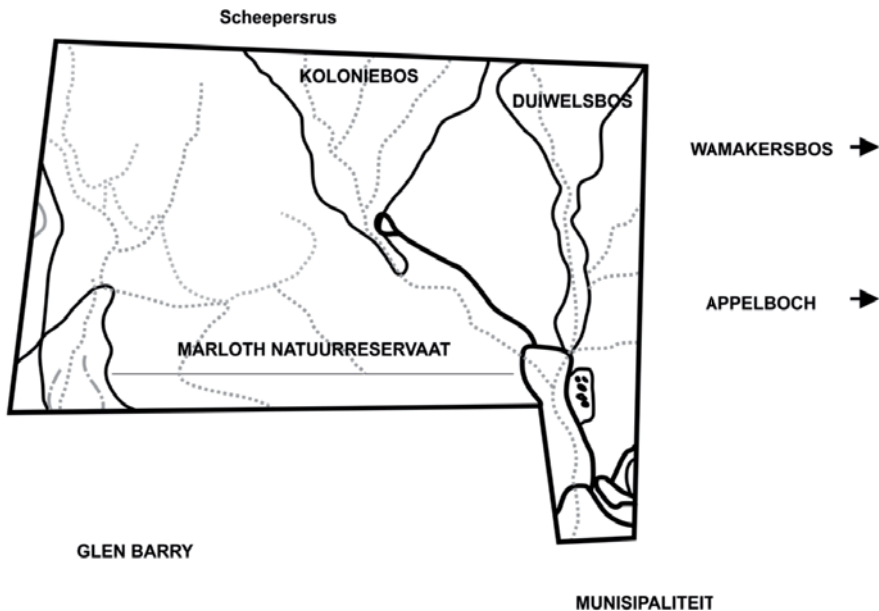 Scheepersrus
KOLONIEBOS
DUIWELSBOS
WAMAKERSBOS
APPELBOCH
MARLOTH NATUURRESERVAAT
GLEN BARRY
MUNISIPALITEIT